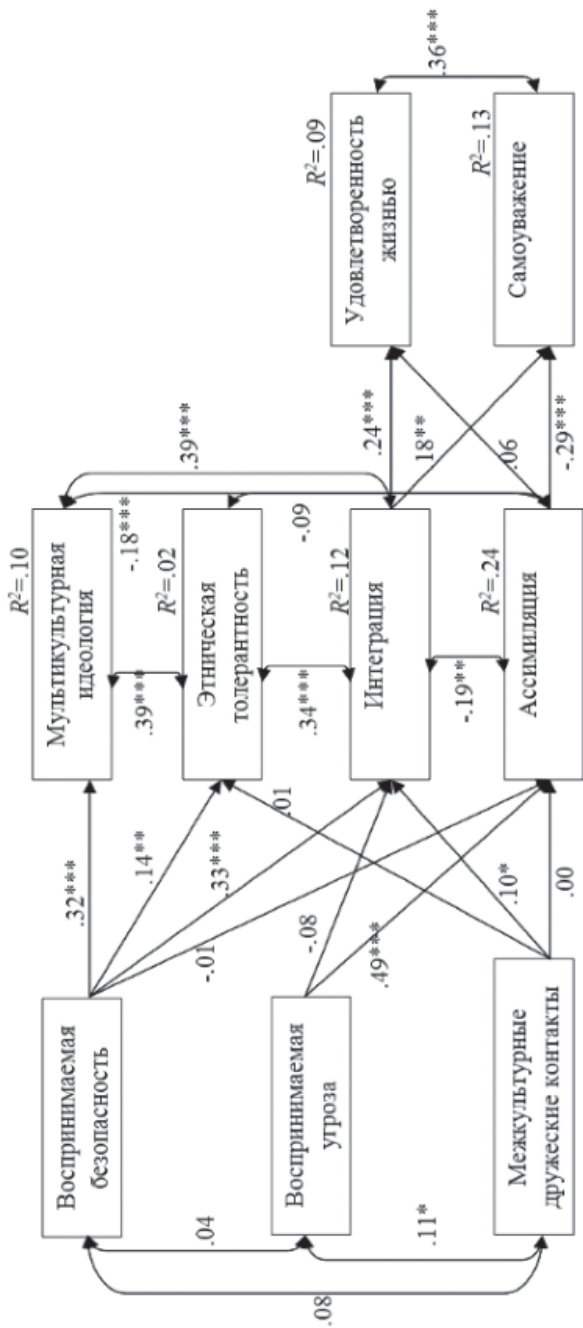 Воспринимаемая
безопасность
Воспринимаемая
угроза
Межкультурные
дружеские контакты
.04
.11*
.08
.32***
.14**
.33***
-.01
-.08
.49***
.01
.10*
.00
R²=.10
Мультикультурная
идеология
-.18***
R²=.02
.39***
Этническая
толерантность
.39***
-.09
.34***
R²=.12
Интеграция
-.19**
R²=.24
Ассимиляция
.24***
.18**
.06
-.29***
R²=.09
Удовлетворенность
жизнью
.36***
R²=.13
Самоуважение